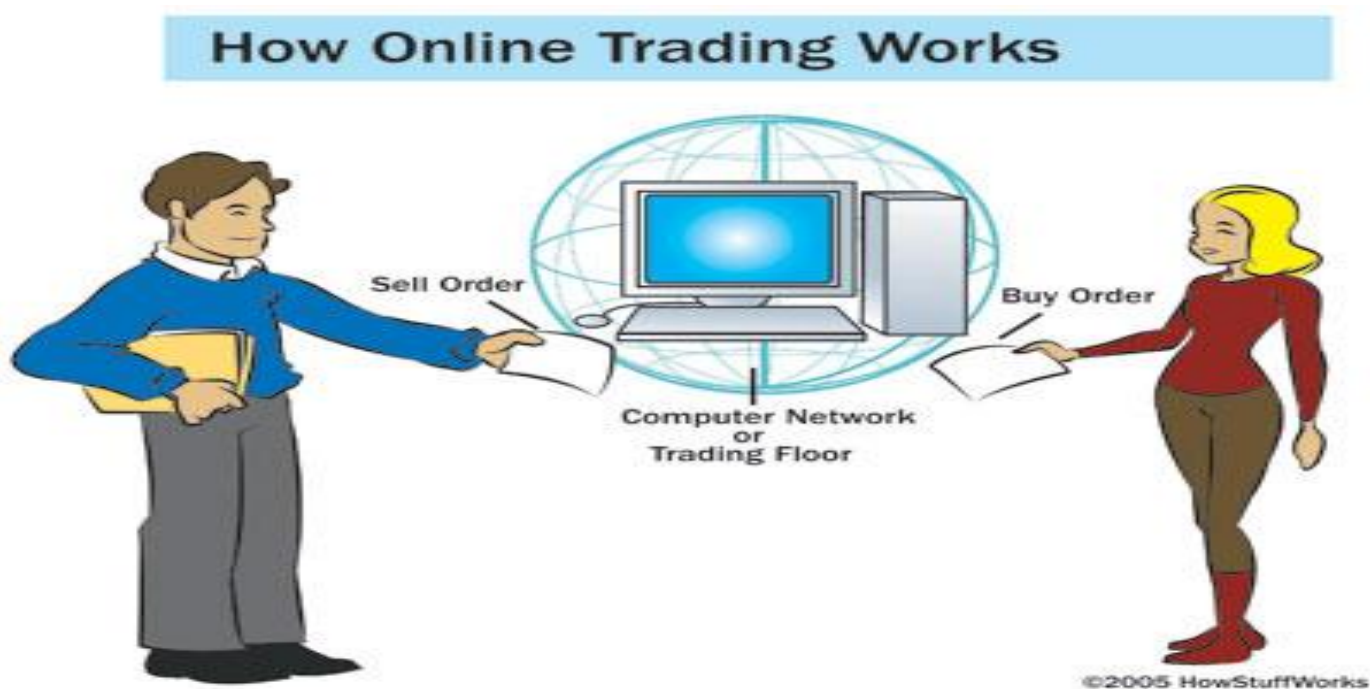 How Online Trading Works
Sell Order
Buy Order
Computer Network
or
Trading Floor
©2005 HowStuffWorks